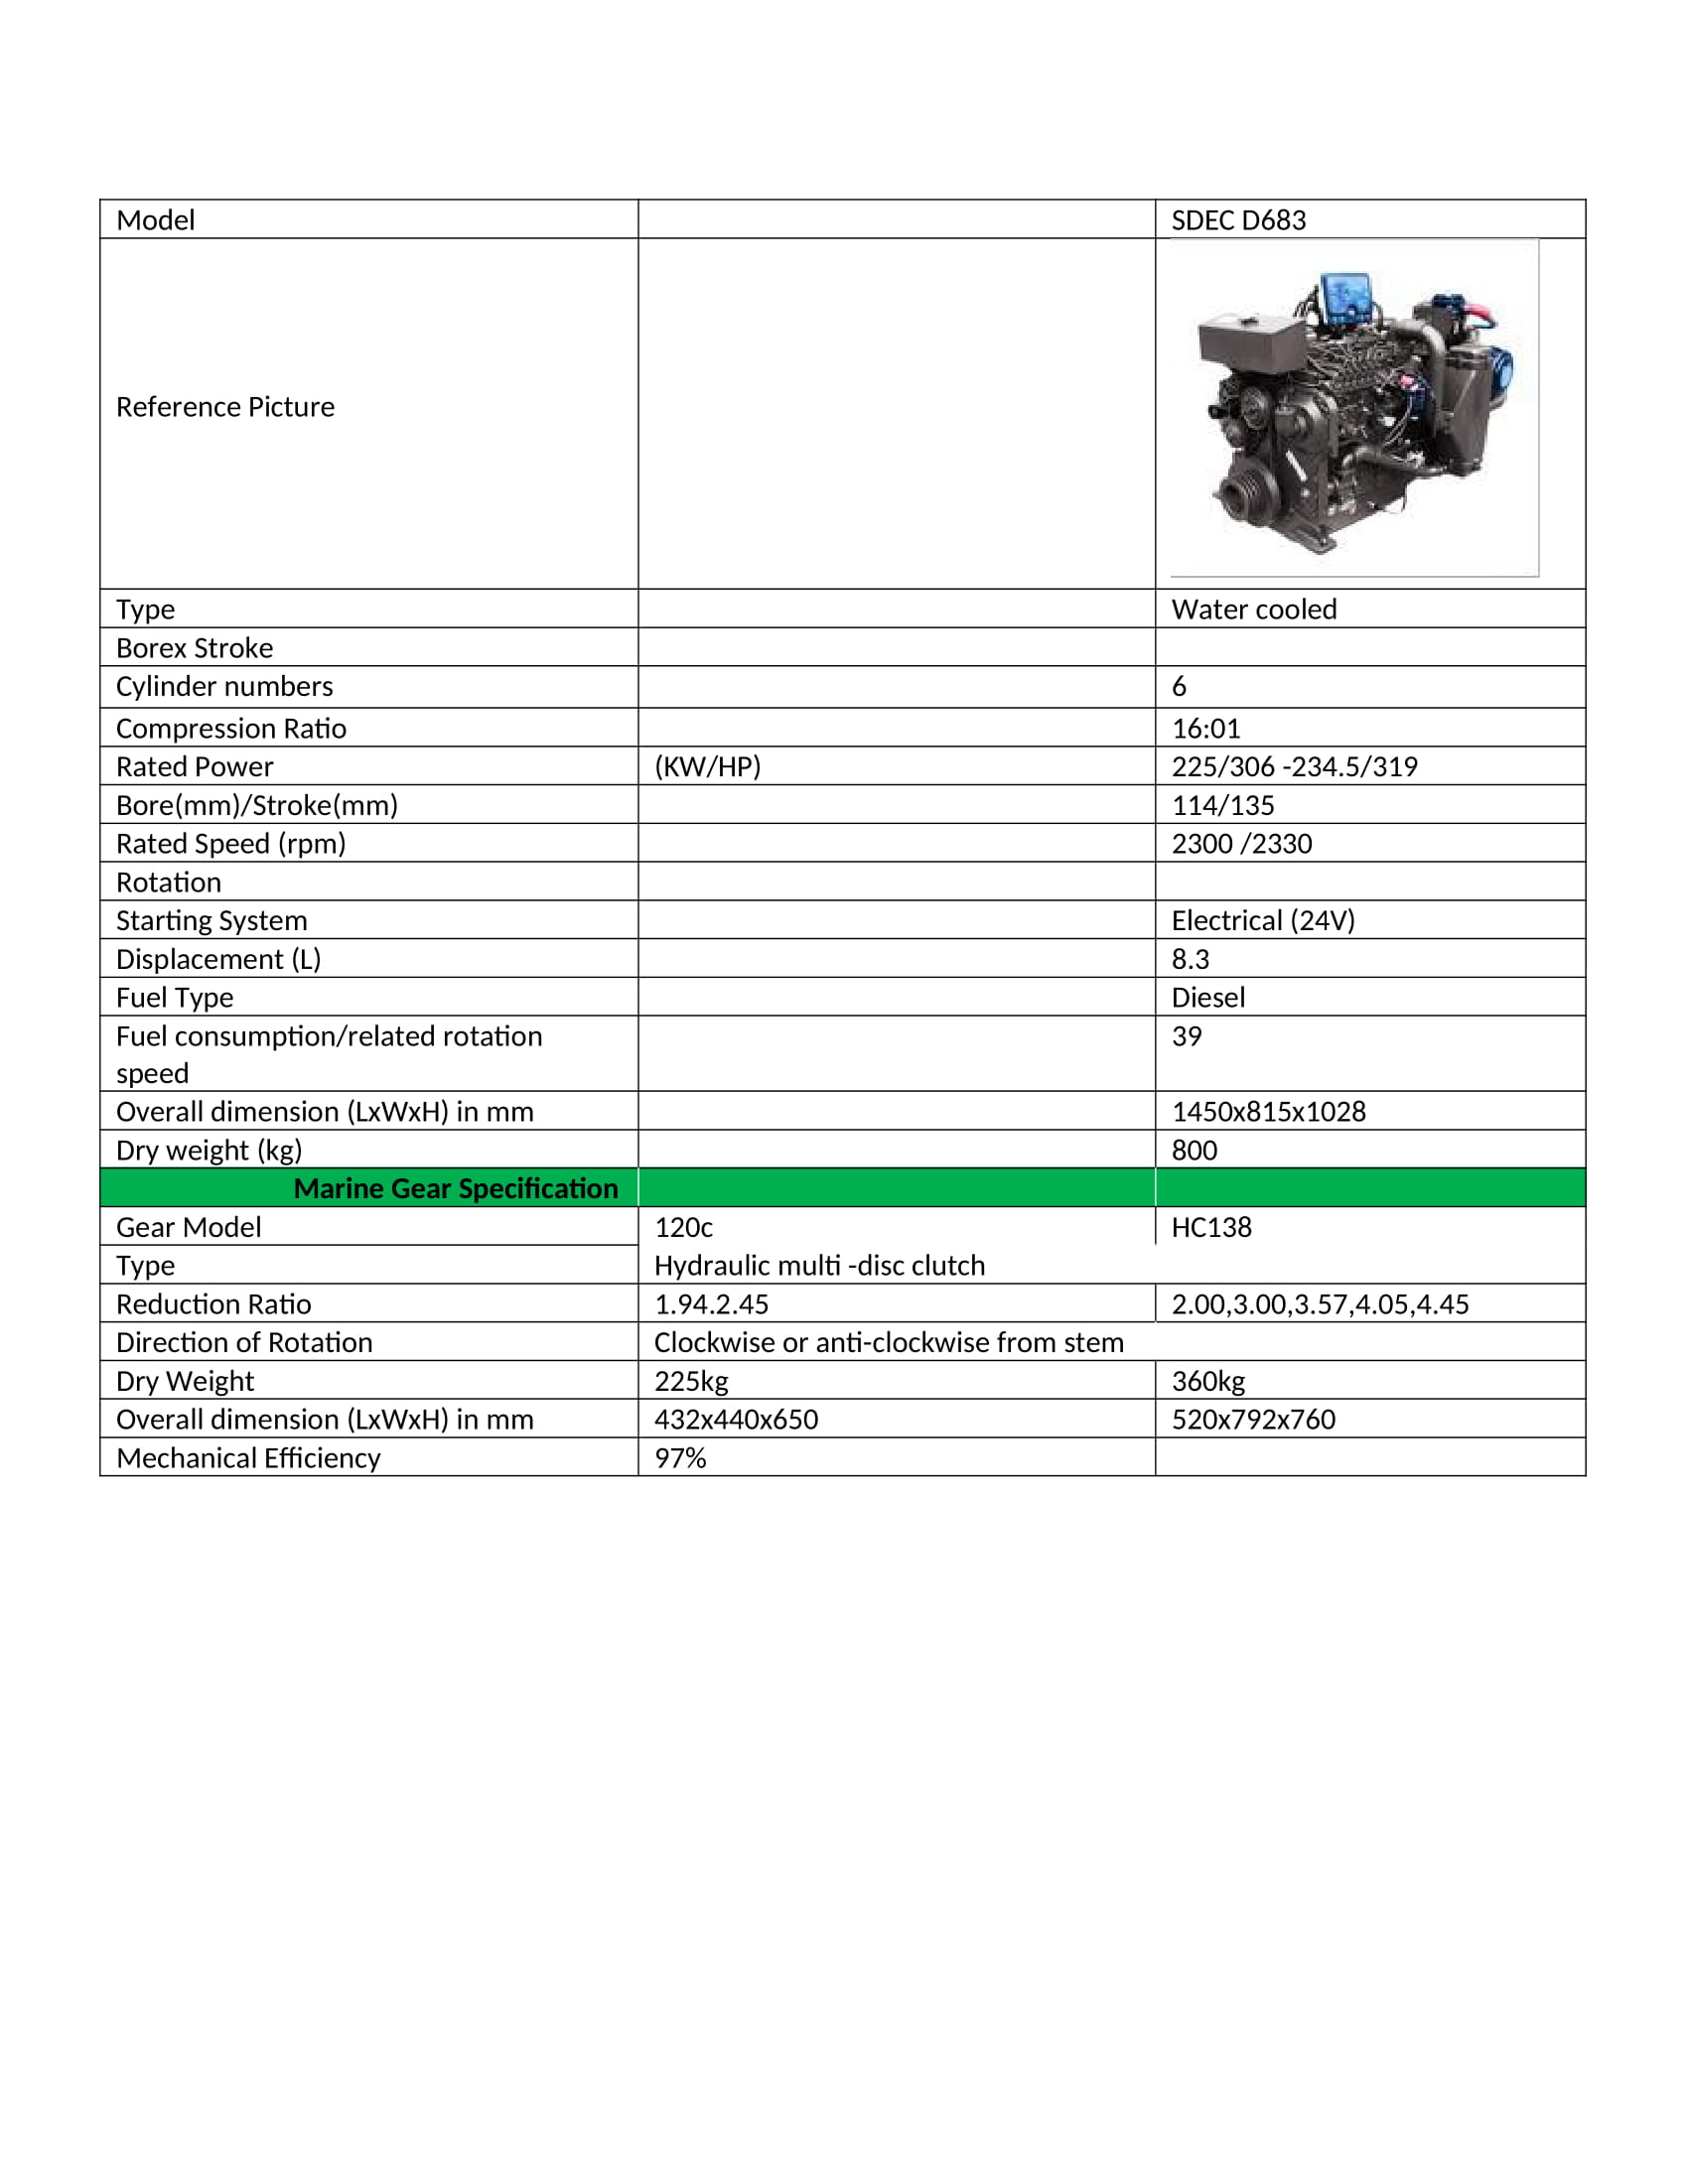 Model SDEC D683
Reference Picture
Type Water cooled
Borex Stroke
Cylinder numbers 6
Compression Ratio 16:01
Rated Power (KW/HP) 225/306 -234.5/319
Bore(mm)/Stroke(mm) 114/135
Rated Speed (rpm) 2300 /2330
Rotation
Starting System Electrical (24V)
Displacement (L) 8.3
Fuel Type Diesel
Fuel consumption/related rotation 39
speed
Overall dimension (LxWxH) in mm 1450x815x1028
Dry weight (kg) 800
Marine Gear Specification
Gear Model 120c HC138
Type Hydraulic multi -disc clutch
Reduction Ratio 1.94.2.45 2.00,3.00,3.57,4.05,4.45
Direction of Rotation Clockwise or anti-clockwise from stem
Dry Weight 225kg 360kg
Overall dimension (LxWxH) in mm 432x440x650 520x792x760
Mechanical Efficiency 97%